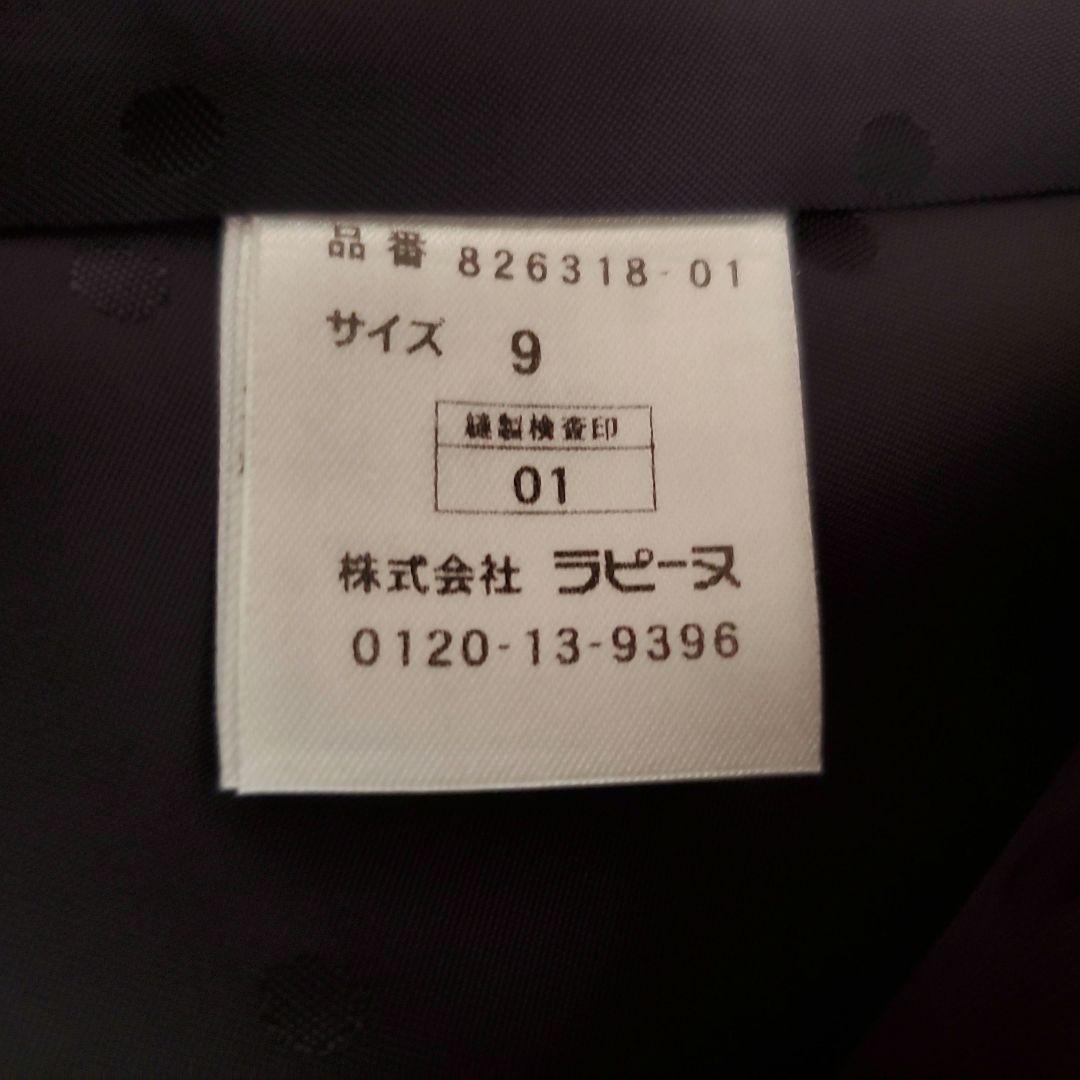 品番 826318-01
サイズ 9
縫製検査印
01
株式会社 ラピーヌ
0120-13-9396